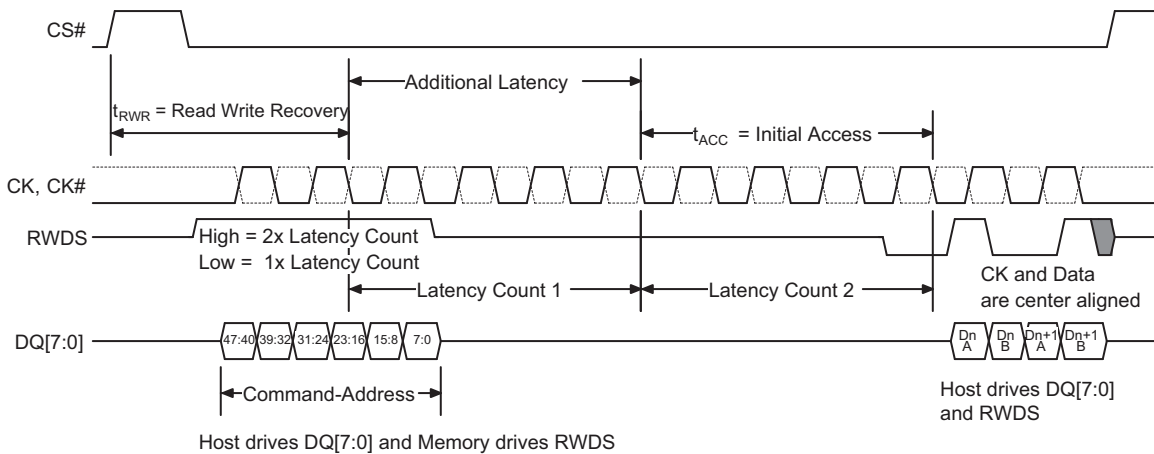 CS#
Additional Latency
tRWR = Read Write Recovery
tACC = Initial Access
CK, CK#
RWDS
High = 2x Latency Count
Low = 1x Latency Count
CK and Data
are center aligned
Latency Count 1
Latency Count 2
DQ[7:0]
47:40
39:32
31:24
23:16
15:8
7:0
Dn
A
Dn
B
Dn+1
A
Dn+1
B
Command-Address
Host drives DQ[7:0]
and RWDS
Host drives DQ[7:0] and Memory drives RWDS